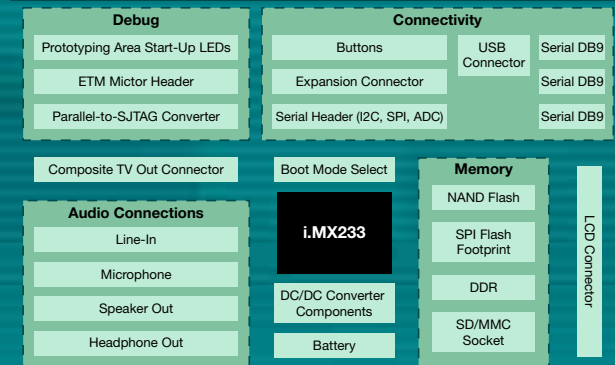 Debug
Prototyping Area Start-Up LEDs
ETM Mictor Header
Parallel-to-SJTAG Converter
Connectivity
Buttons
Expansion Connector
Serial Header (I2C, SPI, ADC)
USB
Connector
Serial DB9
Serial DB9
Serial DB9
Composite TV Out Connector
Boot Mode Select
Audio Connections
Line-In
Microphone
Speaker Out
Headphone Out
i.MX233
DC/DC Converter
Components
Battery
Memory
NAND Flash
SPI Flash
Footprint
DDR
SD/MMC
Socket
LCD Connector